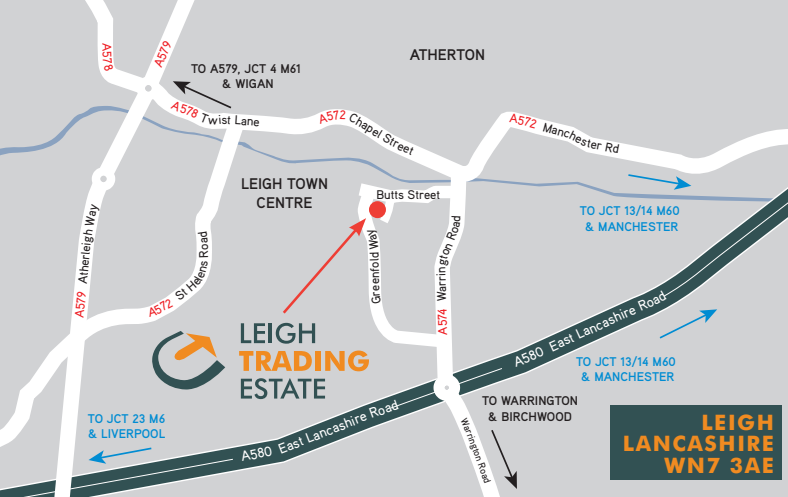 A578
A579
ATHERTON
TO A579, JCT 4 M61
& WIGAN
A578 Twist Lane
A572 Chapel Street
A572 Manchester Rd
LEIGH TOWN
CENTRE
Butts Street
TO JCT 13/14 M60
& MANCHESTER
A579 Atherleigh Way
A572 St Helens Road
Greenfold Way
A574 Warrington Road
LEIGH
TRADING
ESTATE
A580 East Lancashire Road
TO JCT 13/14 M60
& MANCHESTER
TO JCT 23 M6
& LIVERPOOL
A580 East Lancashire Road
TO WARRINGTON
& BIRCHWOOD
Warrington Road
LEIGH
LANCASHIRE
WN7 3AE